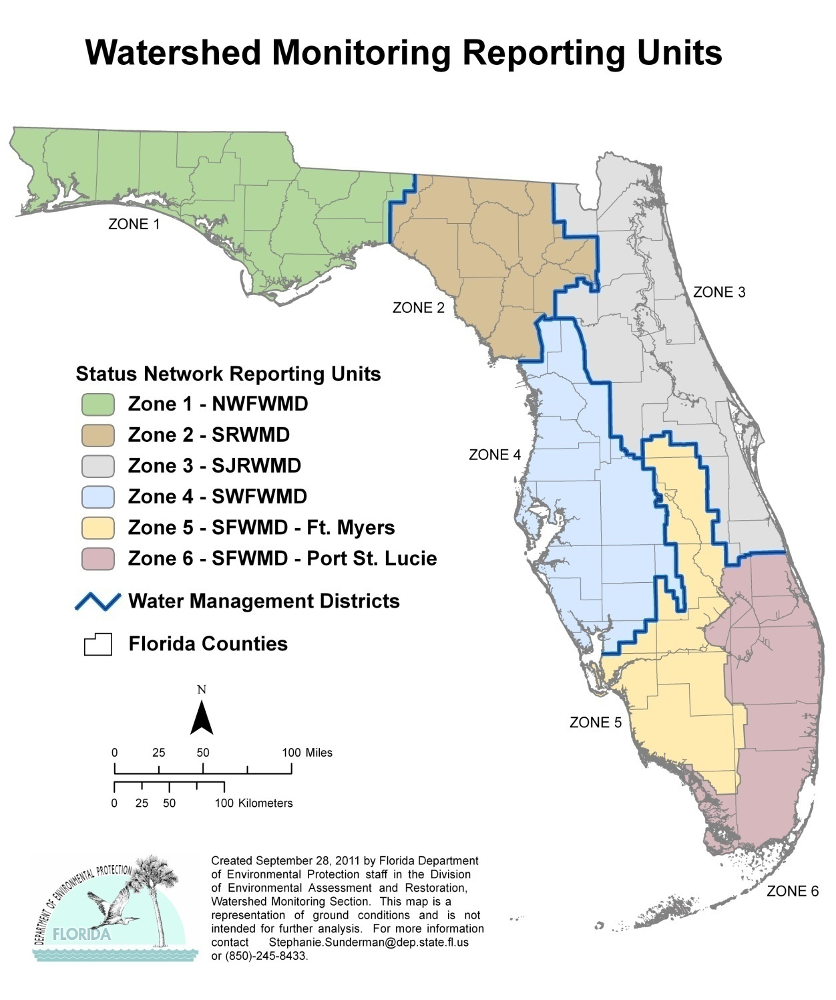 Watershed Monitoring Reporting Units
ZONE 1
ZONE 2
ZONE 3
ZONE 4
ZONE 5
ZONE 6
Status Network Reporting Units
Zone 1 - NWFWMD
Zone 2 - SRWMD
Zone 3 - SJRWMD
Zone 4 - SWFWMD
Zone 5 - SFWMD - Ft. Myers
Zone 6 - SFWMD - Port St. Lucie
Water Management Districts
Florida Counties
N
0 25 50 100 Miles
0 25 50 100 Kilometers
DEPARTMENT OF ENVIRONMENTAL PROTECTION
FLORIDA
Created September 28, 2011 by Florida Department
of Environmental Protection staff in the Division
of Environmental Assessment and Restoration,
Watershed Monitoring Section. This map is a
representation of ground conditions and is not
intended for further analysis. For more information
contact Stephanie.Sunderman@dep.state.fl.us
or (850)-245-8433.